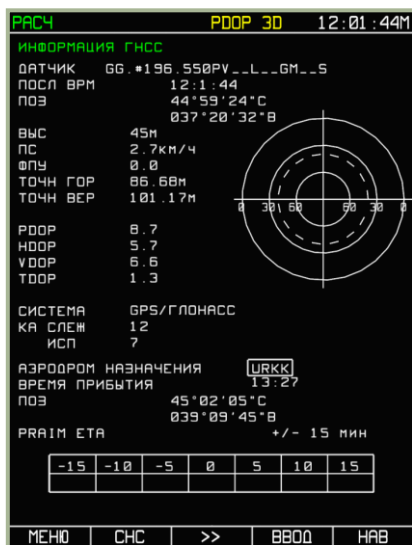 РАСЧ PDOP 3D 12:01:44М
ИНФОРМАЦИЯ ГНСС
ДАТЧИК GG.*196.550PV__L__GM__S
ПОСЛ ВРМ 12:1:44
ПОЗ 44°59'24"С
037°20'32"В
ВЫС 45м
ПС 2.7км/ч
ФПУ 0.0
ТОЧН ГОР 86.68м
ТОЧН ВЕР 101.17м
0 30 60 60 30 0
PDOP 8.7
HDOP 5.7
VDOP 6.6
TDOP 1.3
СИСТЕМА GPS/ГЛОНАСС
КА СЛЕЖ 12
ИСП 7
АЭРОДРОМ НАЗНАЧЕНИЯ URKK
ВРЕМЯ ПРИБЫТИЯ 13:27
ПОЗ 45°02'05"С
039°09'45"В
PRAIM ETA +/- 15 мин
-15 -10 -5 0 5 10 15
МЕНЮ СНС >> ВВОД НАВ